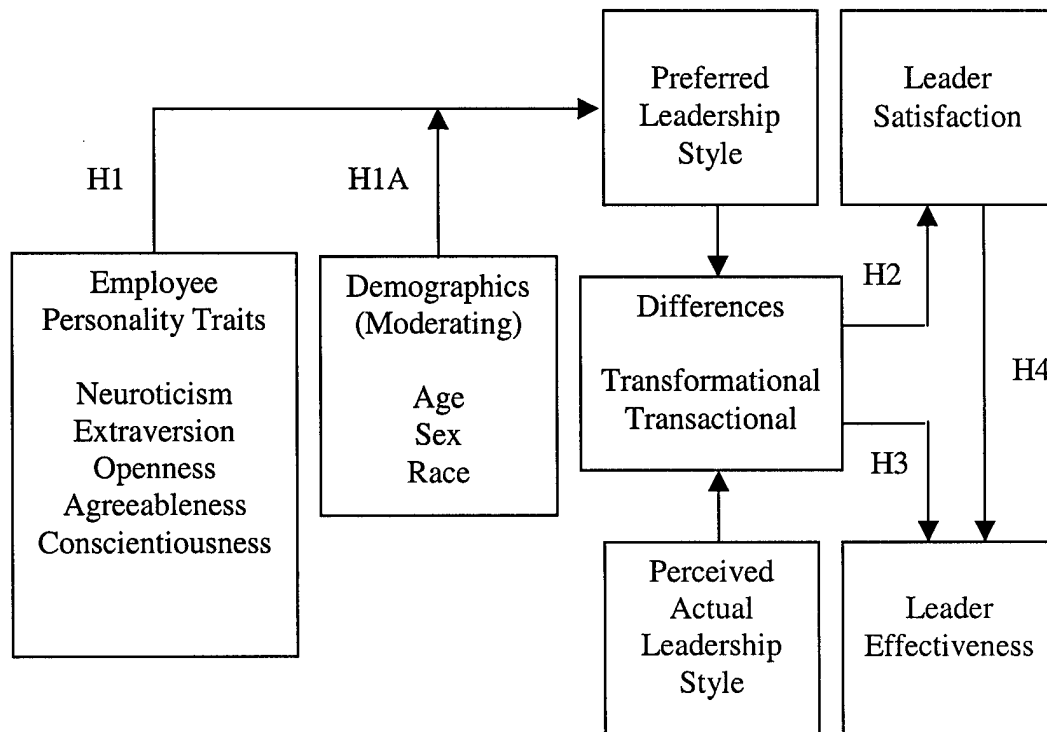 Preferred
Leadership
Style
Leader
Satisfaction
H1
H1A
Employee
Personality Traits
Neuroticism
Extraversion
Openness
Agreeableness
Conscientiousness
Demographics
(Moderating)
Age
Sex
Race
Differences
Transformational
Transactional
H2
H3
H4
Perceived
Actual
Leadership
Style
Leader
Effectiveness